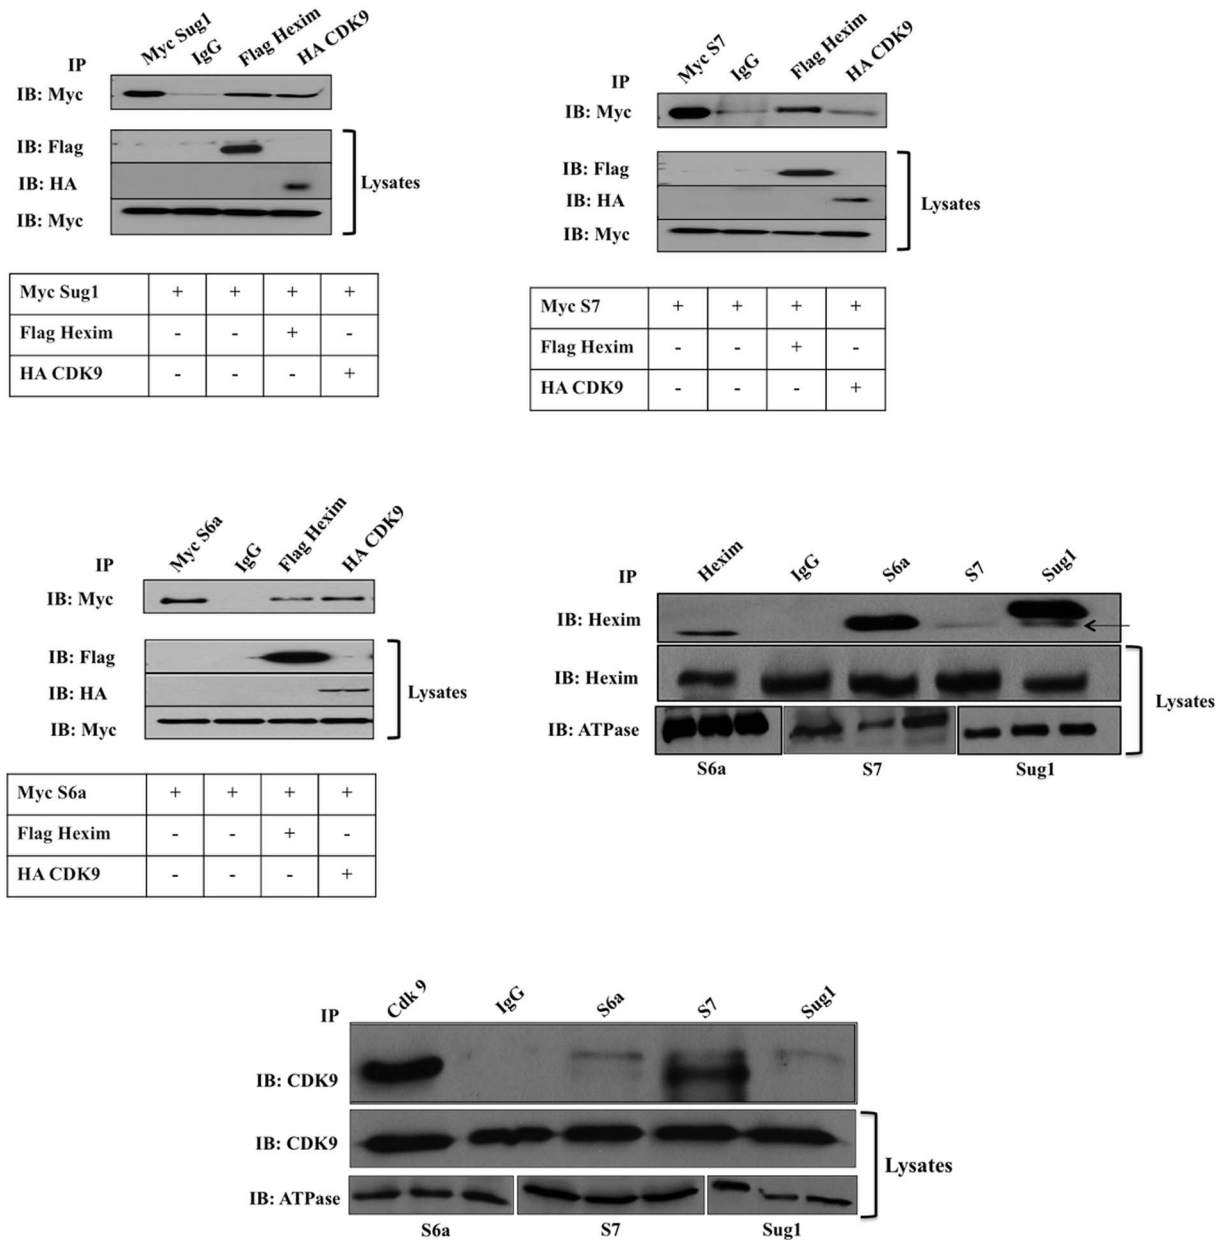 IP Myc Sug1 IgG Flag Hexim HA CDK9
IB: Myc
IB: Flag
IB: HA
IB: Myc
Lysates
Myc Sug1 + + + +
Flag Hexim - - + -
HA CDK9 - - - +
IP Myc S7 IgG Flag Hexim HA CDK9
IB: Myc
IB: Flag
IB: HA
IB: Myc
Lysates
Myc S7 + + + +
Flag Hexim - - + -
HA CDK9 - - - +
IP Myc S6a IgG Flag Hexim HA CDK9
IB: Myc
IB: Flag
IB: HA
IB: Myc
Lysates
Myc S6a + + + +
Flag Hexim - - + -
HA CDK9 - - - +
IP Hexim IgG S6a S7 Sug1
IB: Hexim
IB: Hexim
IB: ATPase
Lysates
S6a S7 Sug1
IP Cdk 9 IgG S6a S7 Sug1
IB: CDK9
IB: CDK9
IB: ATPase
Lysates
S6a S7 Sug1